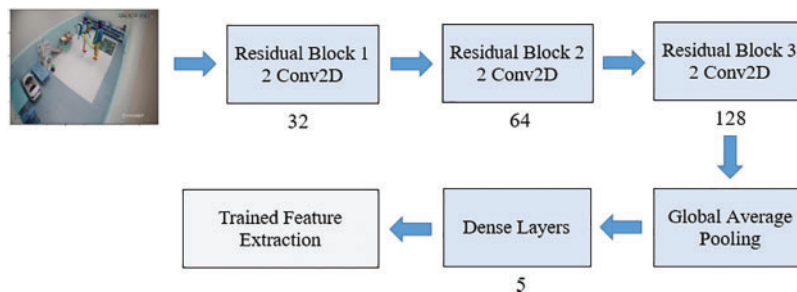 Residual Block 1
2 Conv2D
32
Residual Block 2
2 Conv2D
64
Residual Block 3
2 Conv2D
128
Global Average
Pooling
Dense Layers
5
Trained Feature
Extraction